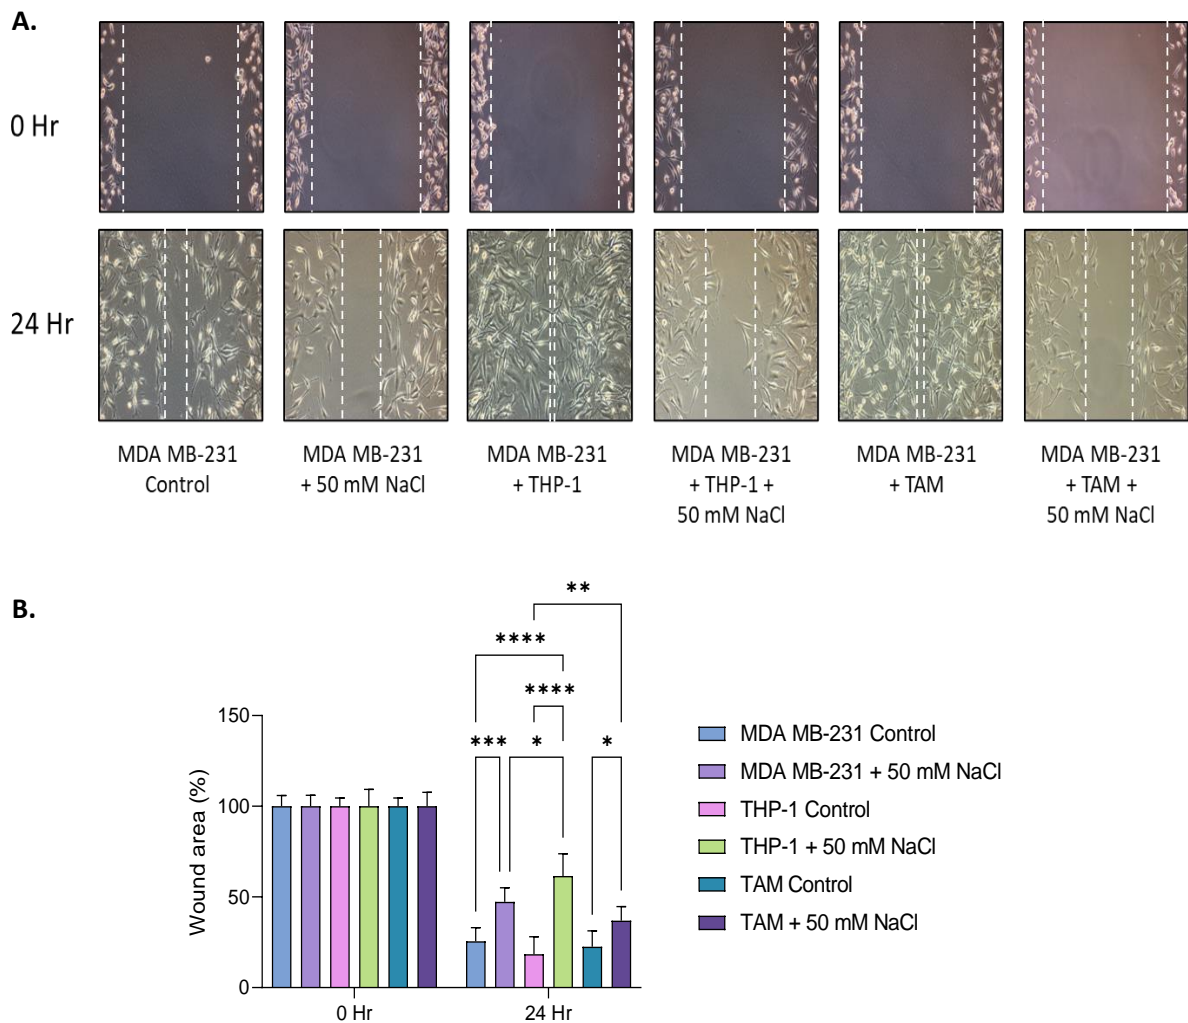 A.
0 Hr
24 Hr
MDA MB-231
Control
MDA MB-231
+ 50 mM NaCl
MDA MB-231
+ THP-1
MDA MB-231
+ THP-1 +
50 mM NaCl
MDA MB-231
+ TAM
MDA MB-231
+ TAM +
50 mM NaCl
B.
**
****
****
***
*
*
Wound area (%)
150
100
50
0
0 Hr
24 Hr
MDA MB-231 Control
MDA MB-231 + 50 mM NaCl
THP-1 Control
THP-1 + 50 mM NaCl
TAM Control
TAM + 50 mM NaCl